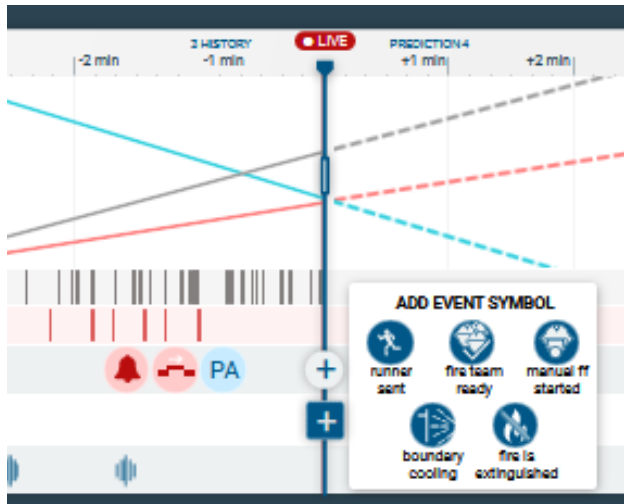 3 HISTORY
LIVE
PREDICTION 4
-2 min
-1 min
+1 min
+2 min
ADD EVENT SYMBOL
runner
sent
fire team
ready
manual ff
started
PA
boundary
cooling
fire is
extinguished